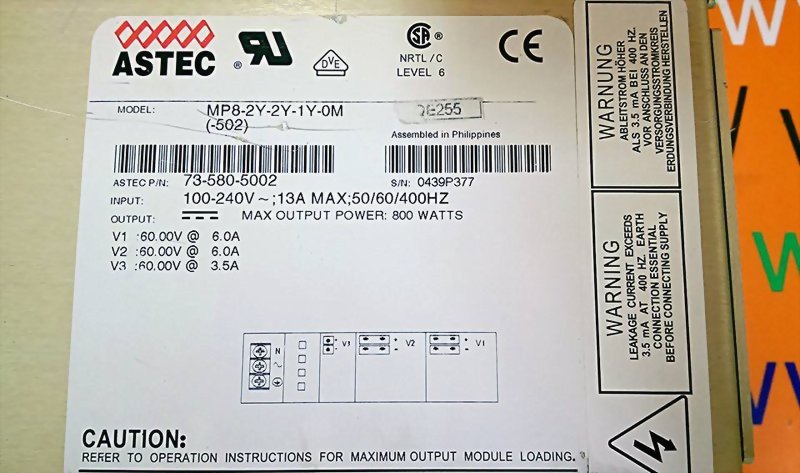 ASTEC
®
UR
DVE
SA
®
NRTL/C
LEVEL 6
CE
MODEL: MP8-2Y-2Y-1Y-0M
(-502)
Assembled in Philippines
ASTEC P/N: 73-580-5002
S/N: 0439P377
INPUT: 100-240V ~;13A MAX;50/60/400HZ
OUTPUT: MAX OUTPUT POWER: 800 WATTS
V1 :60.00V @ 6.0A
V2 :60.00V @ 6.0A
V3 :60.00V @ 3.5A
N
V3 + - V2 + - V1
CAUTION:
REFER TO OPERATION INSTRUCTIONS FOR MAXIMUM OUTPUT MODULE LOADING.
WARNUNG
ABLEITSTROM HÖHER
ALS 3.5 mA BEI 400 HZ.
VOR ANSCHLUSS AN DEN
VERSORGUNGSSTROMKREIS
ERDUNGSVERBINDUNG HERSTELLEN
WARNING
LEAKAGE CURRENT EXCEEDS
3.5 mA AT 400 HZ. EARTH
CONNECTION ESSENTIAL
BEFORE CONNECTING SUPPLY